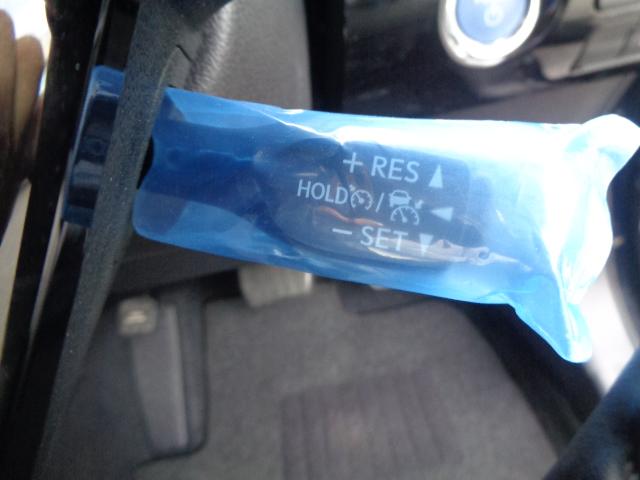 + RES
HOLD /
− SET